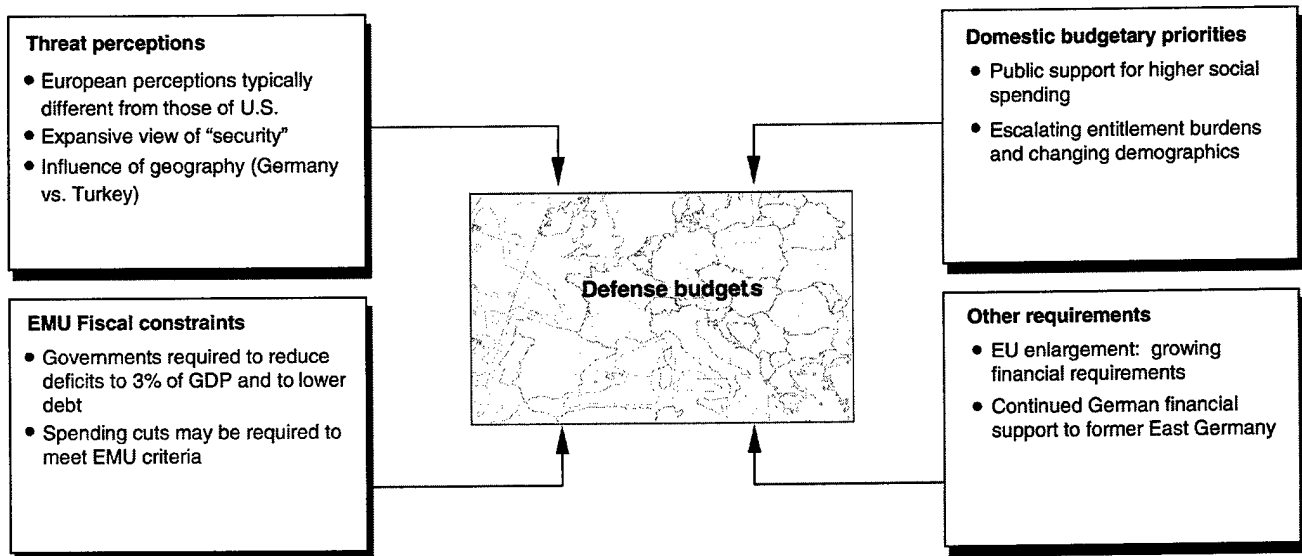 Threat perceptions
• European perceptions typically
different from those of U.S.
• Expansive view of “security”
• Influence of geography (Germany
vs. Turkey)
Domestic budgetary priorities
• Public support for higher social
spending
• Escalating entitlement burdens
and changing demographics
Defense budgets
EMU Fiscal constraints
• Governments required to reduce
deficits to 3% of GDP and to lower
debt
• Spending cuts may be required to
meet EMU criteria
Other requirements
• EU enlargement: growing
financial requirements
• Continued German financial
support to former East Germany